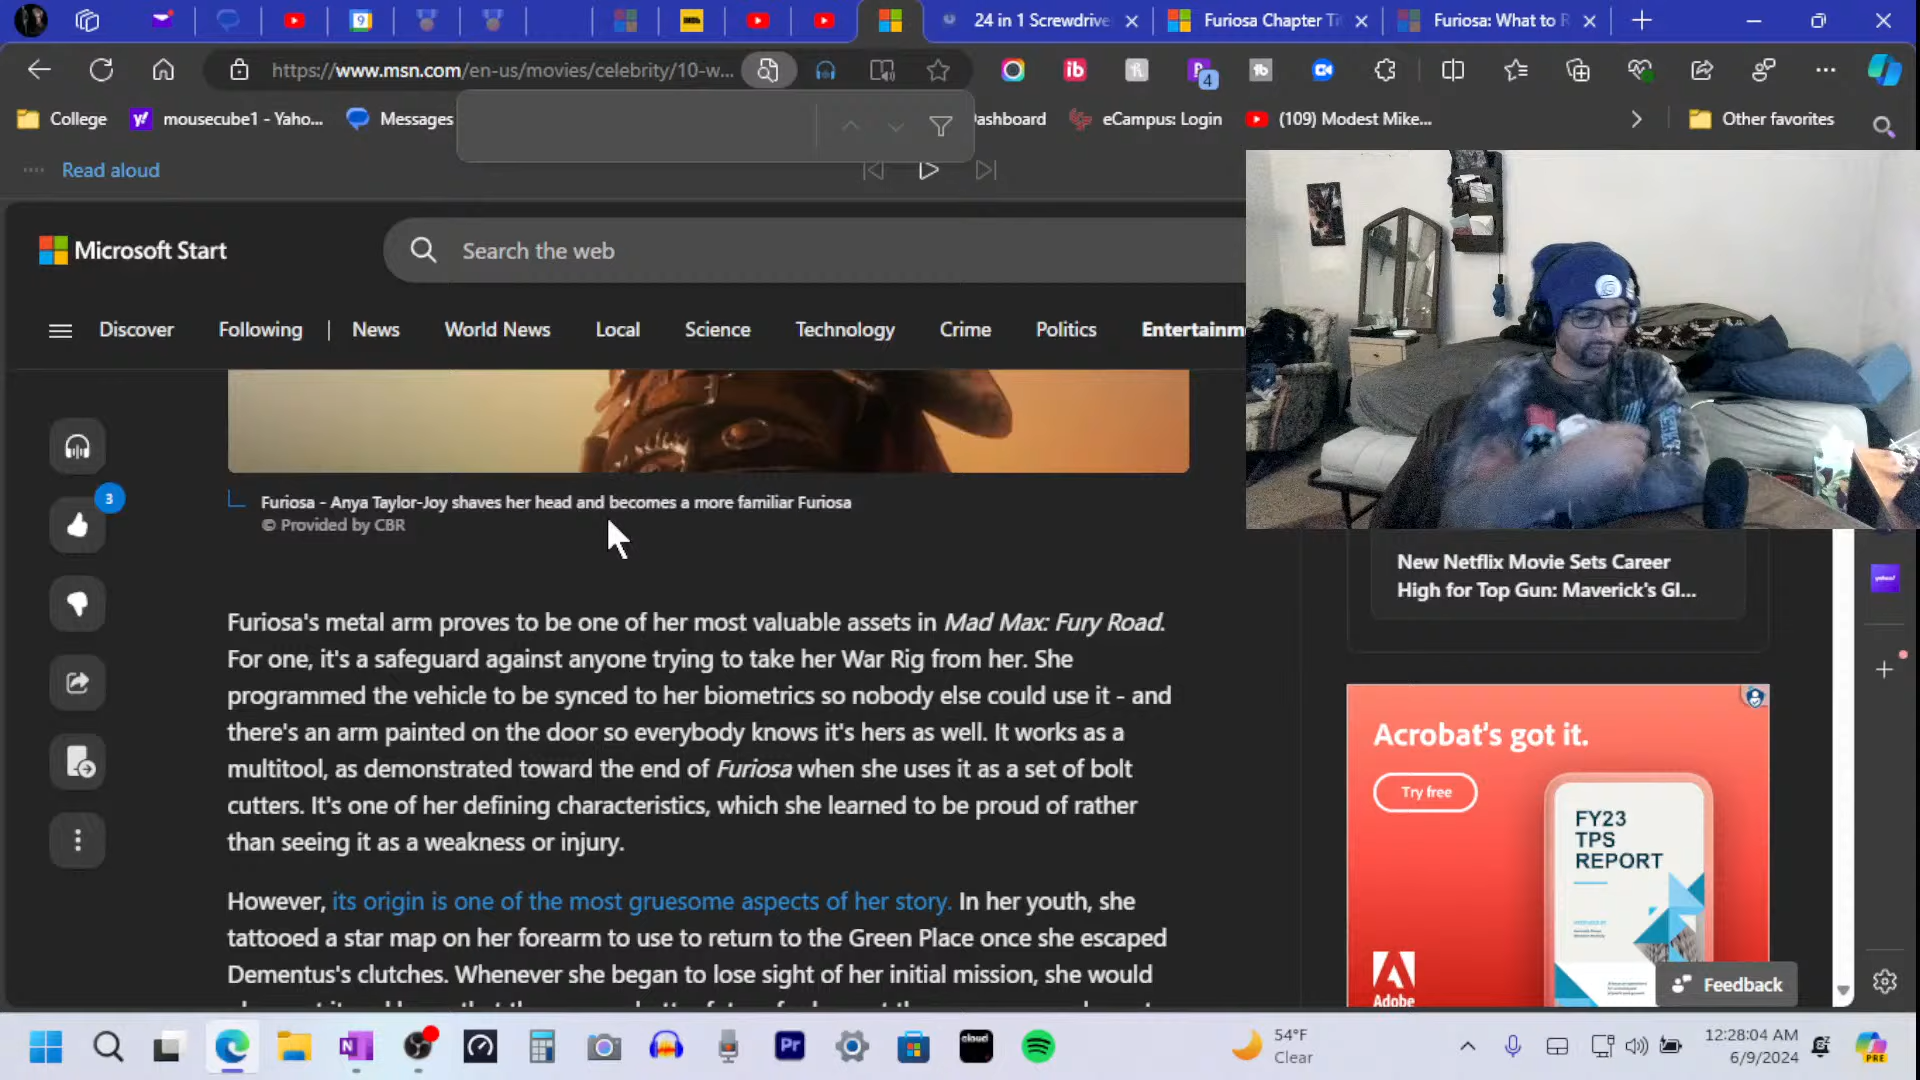 9
IMDb
24 in 1 Screwdrive
Furiosa Chapter Ti
Furiosa: What to R
https://www.msn.com/en-us/movies/celebrity/10-w...
ib
4
College
mousecube1 - Yaho...
Messages
ashboard
eCampus: Login
(109) Modest Mike...
Other favorites
Read aloud
Microsoft Start
Search the web
Discover
Following
News
World News
Local
Science
Technology
Crime
Politics
Entertainm
3
Furiosa - Anya Taylor-Joy shaves her head and becomes a more familiar Furiosa
© Provided by CBR
Furiosa's metal arm proves to be one of her most valuable assets in Mad Max: Fury Road.
For one, it's a safeguard against anyone trying to take her War Rig from her. She
programmed the vehicle to be synced to her biometrics so nobody else could use it - and
there's an arm painted on the door so everybody knows it's hers as well. It works as a
multitool, as demonstrated toward the end of Furiosa when she uses it as a set of bolt
cutters. It's one of her defining characteristics, which she learned to be proud of rather
than seeing it as a weakness or injury.
However, its origin is one of the most gruesome aspects of her story. In her youth, she
tattooed a star map on her forearm to use to return to the Green Place once she escaped
Dementus's clutches. Whenever she began to lose sight of her initial mission, she would
New Netflix Movie Sets Career
High for Top Gun: Maverick's Gl...
Acrobat's got it.
Try free
FY23
TPS
REPORT
Adobe
Feedback
yahoo!
Pr
cloud
54°F
Clear
12:28:04 AM
6/9/2024
PRE